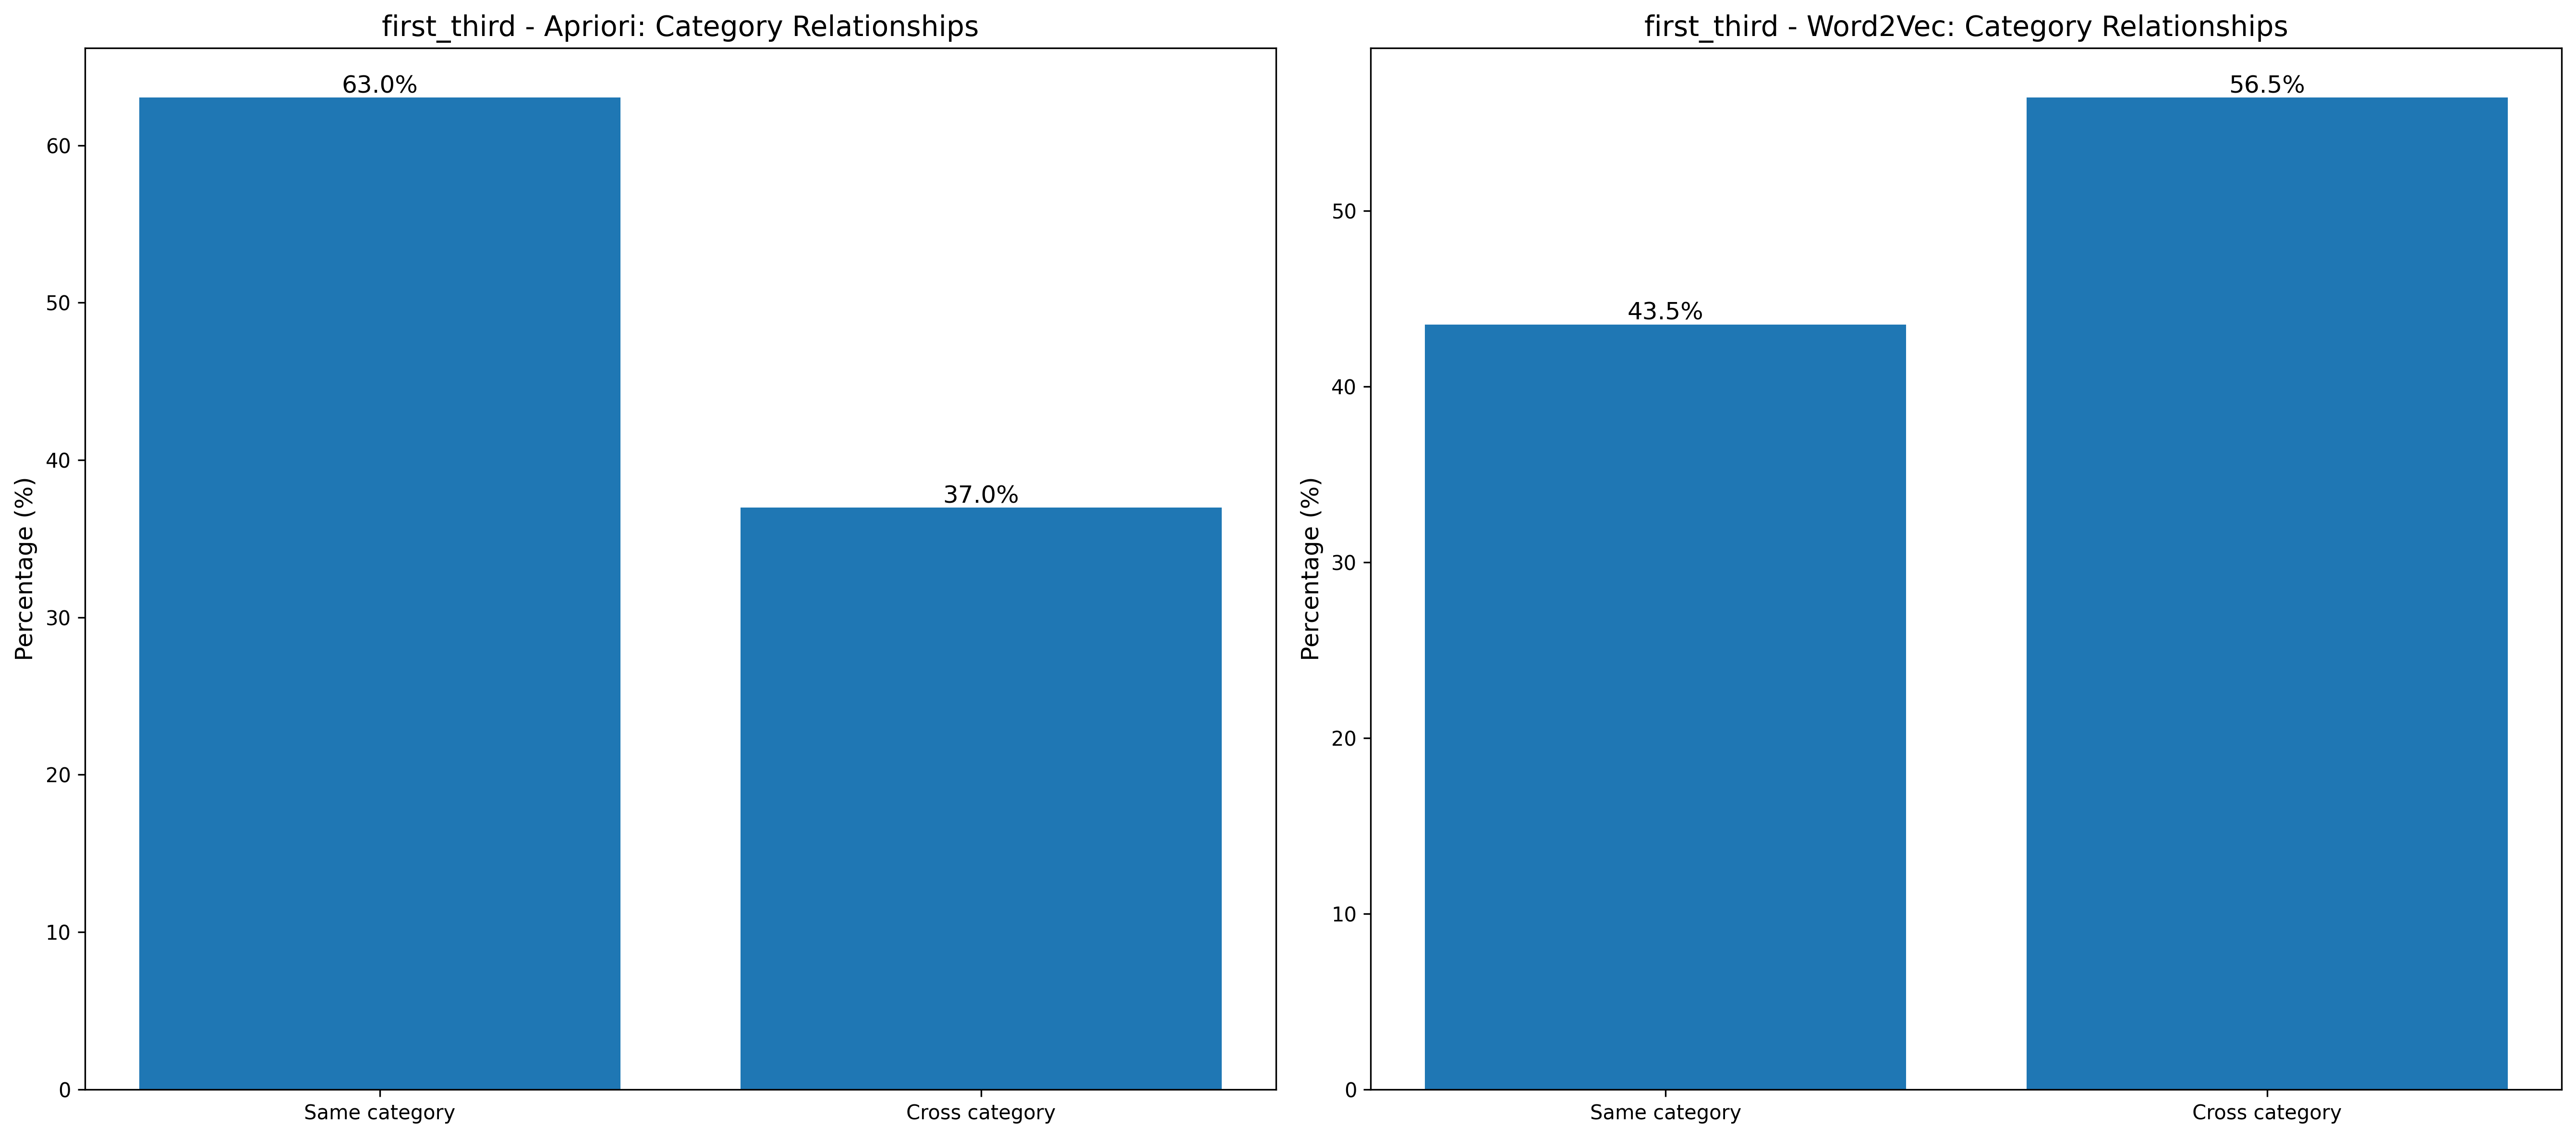 first_third - Apriori: Category Relationships
63.0%
37.0%
60
50
40
30
20
10
0
Percentage (%)
Same category
Cross category
first_third - Word2Vec: Category Relationships
56.5%
43.5%
50
40
30
20
10
0
Percentage (%)
Same category
Cross category